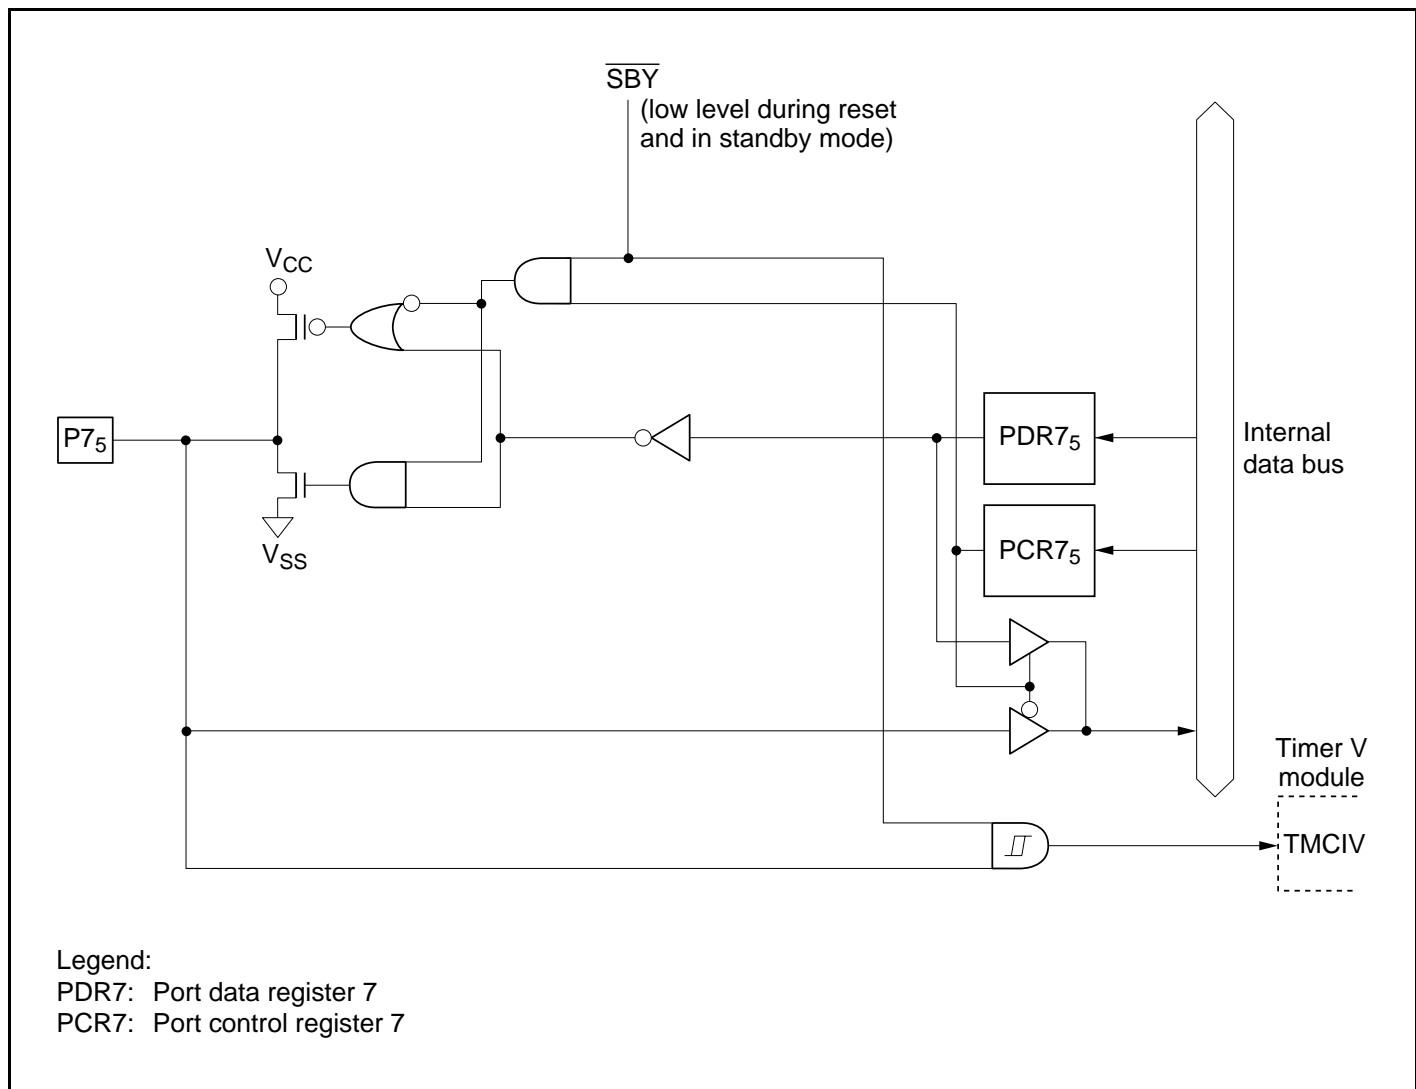 SBY
(low level during reset
and in standby mode)
VCC
P75
PDR75
Internal
data bus
PCR75
VSS
Timer V
module
TMCIV
Legend:
PDR7: Port data register 7
PCR7: Port control register 7